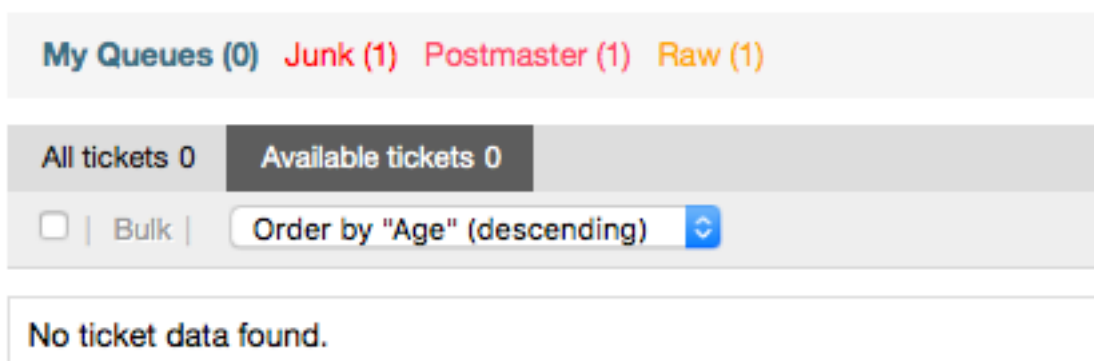 My Queues (0) Junk (1) Postmaster (1) Raw (1)
All tickets 0 Available tickets 0
| Bulk | Order by "Age" (descending)
No ticket data found.